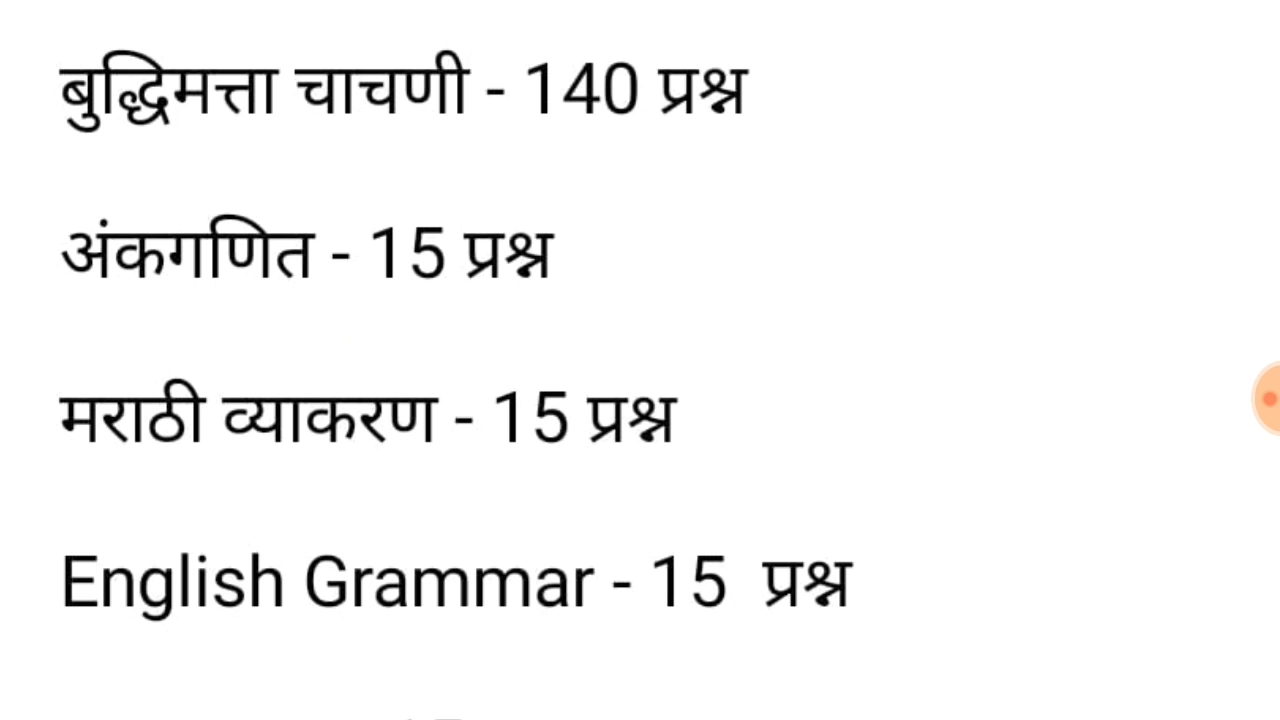 बुद्धिमत्ता चाचणी - 140 प्रश्न
अंकगणित - 15 प्रश्न
मराठी व्याकरण - 15 प्रश्न
English Grammar - 15 प्रश्न